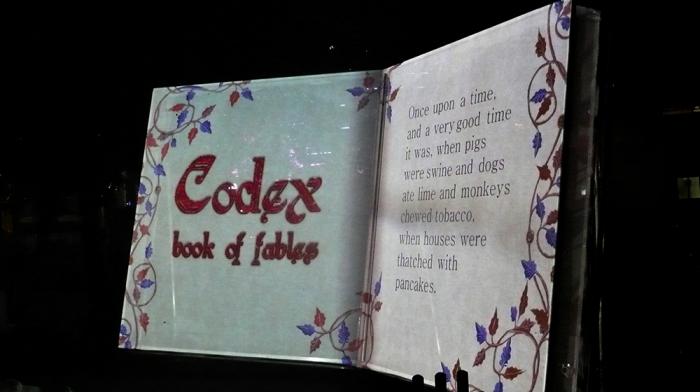 Codex
book of fables
Once upon a time,
and a very good time
it was, when pigs
were swine and dogs
ate lime and monkeys
chewed tobacco,
when houses were
thatched with
pancakes.